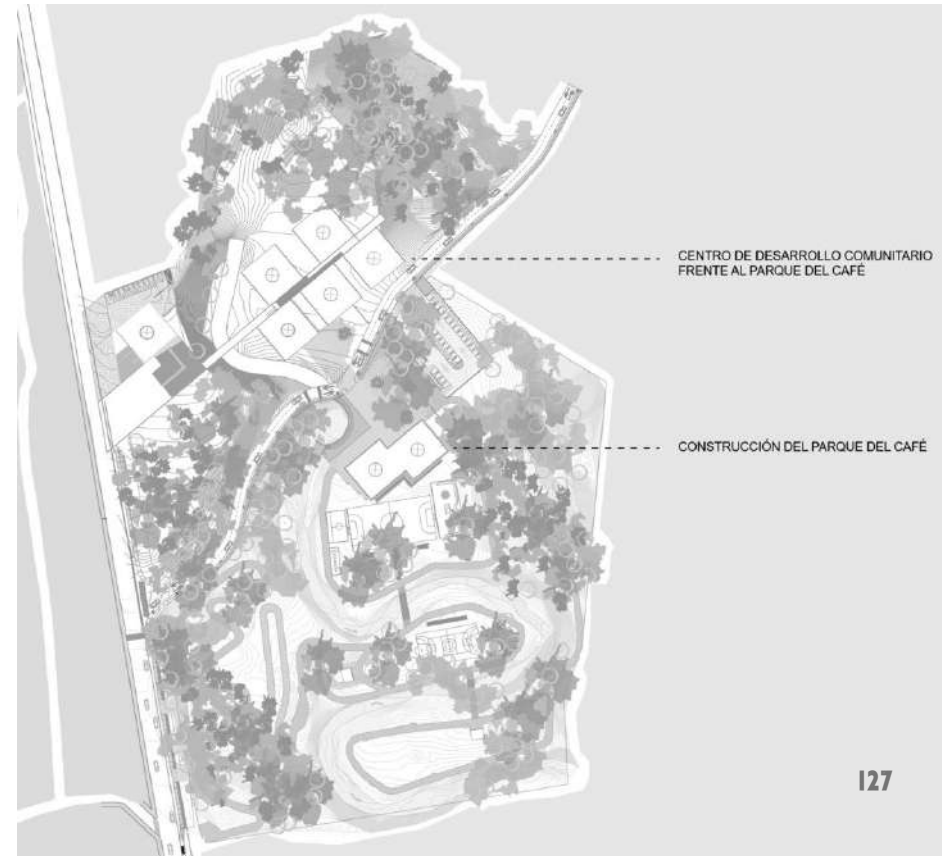 CENTRO DE DESARROLLO COMUNITARIO
FRENTE AL PARQUE DEL CAFÉ
CONSTRUCCIÓN DEL PARQUE DEL CAFÉ
127